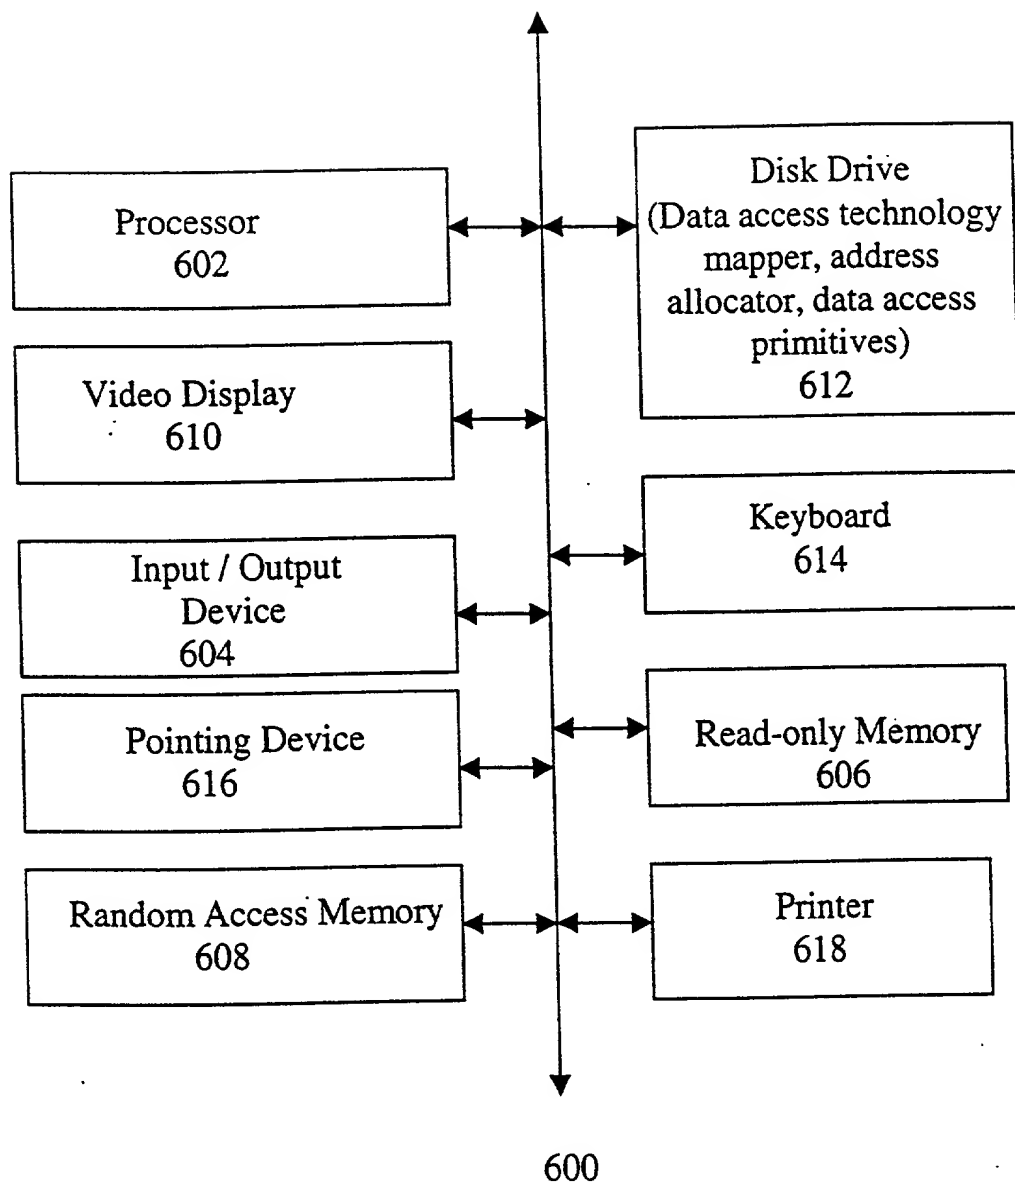 Processor
602
Disk Drive
(Data access technology
mapper, address
allocator, data access
primitives)
612
Video Display
610
Keyboard
614
Input / Output
Device
604
Read-only Memory
606
Pointing Device
616
Random Access Memory
608
Printer
618
600